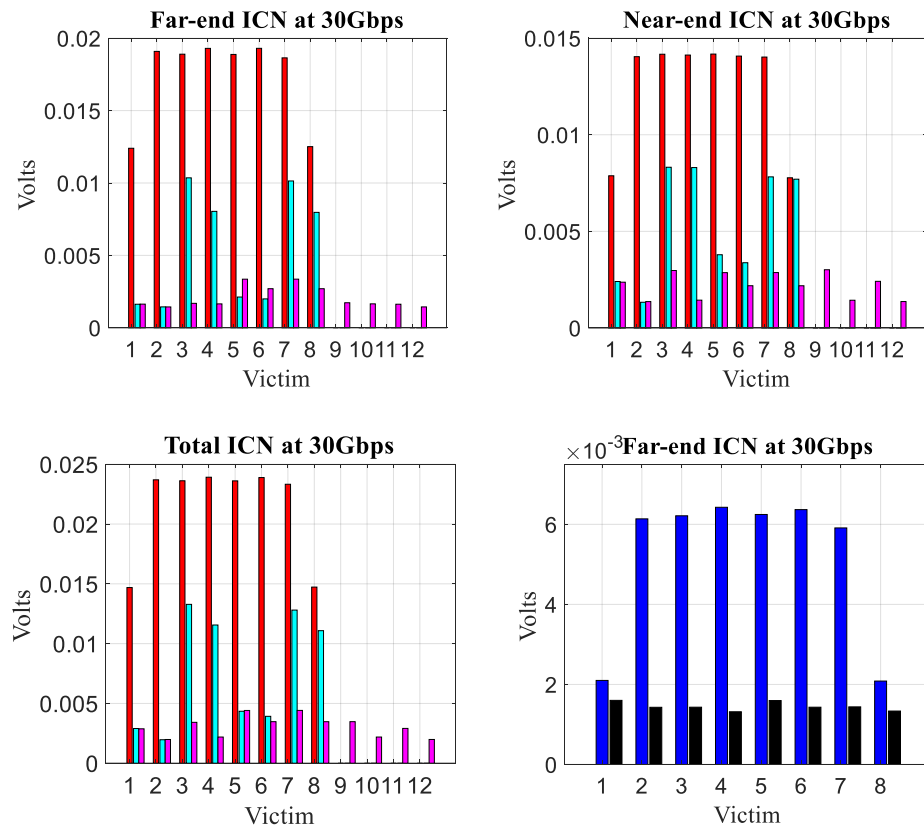 Far-end ICN at 30Gbps
0.02
0.015
0.01
0.005
0
Volts
1 2 3 4 5 6 7 8 9 10 11 12
Victim
Near-end ICN at 30Gbps
0.015
0.01
0.005
0
Volts
1 2 3 4 5 6 7 8 9 10 11 12
Victim
Total ICN at 30Gbps
0.025
0.02
0.015
0.01
0.005
0
Volts
1 2 3 4 5 6 7 8 9 10 11 12
Victim
×10⁻³ Far-end ICN at 30Gbps
6
4
2
0
Volts
1 2 3 4 5 6 7 8
Victim